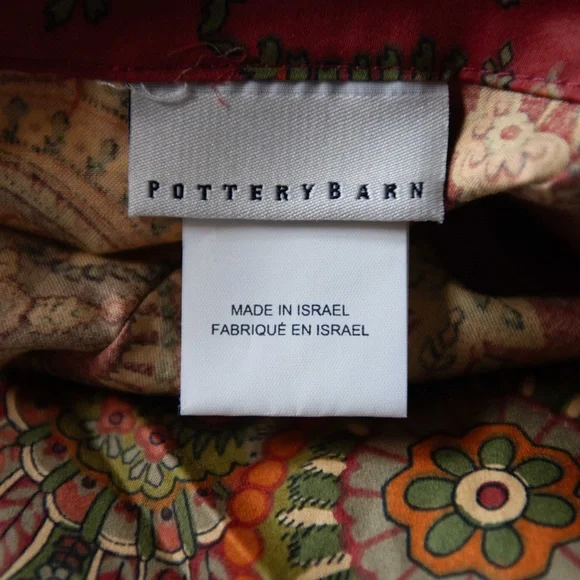 POTTERYBARN
MADE IN ISRAEL
FABRIQUÉ EN ISRAEL